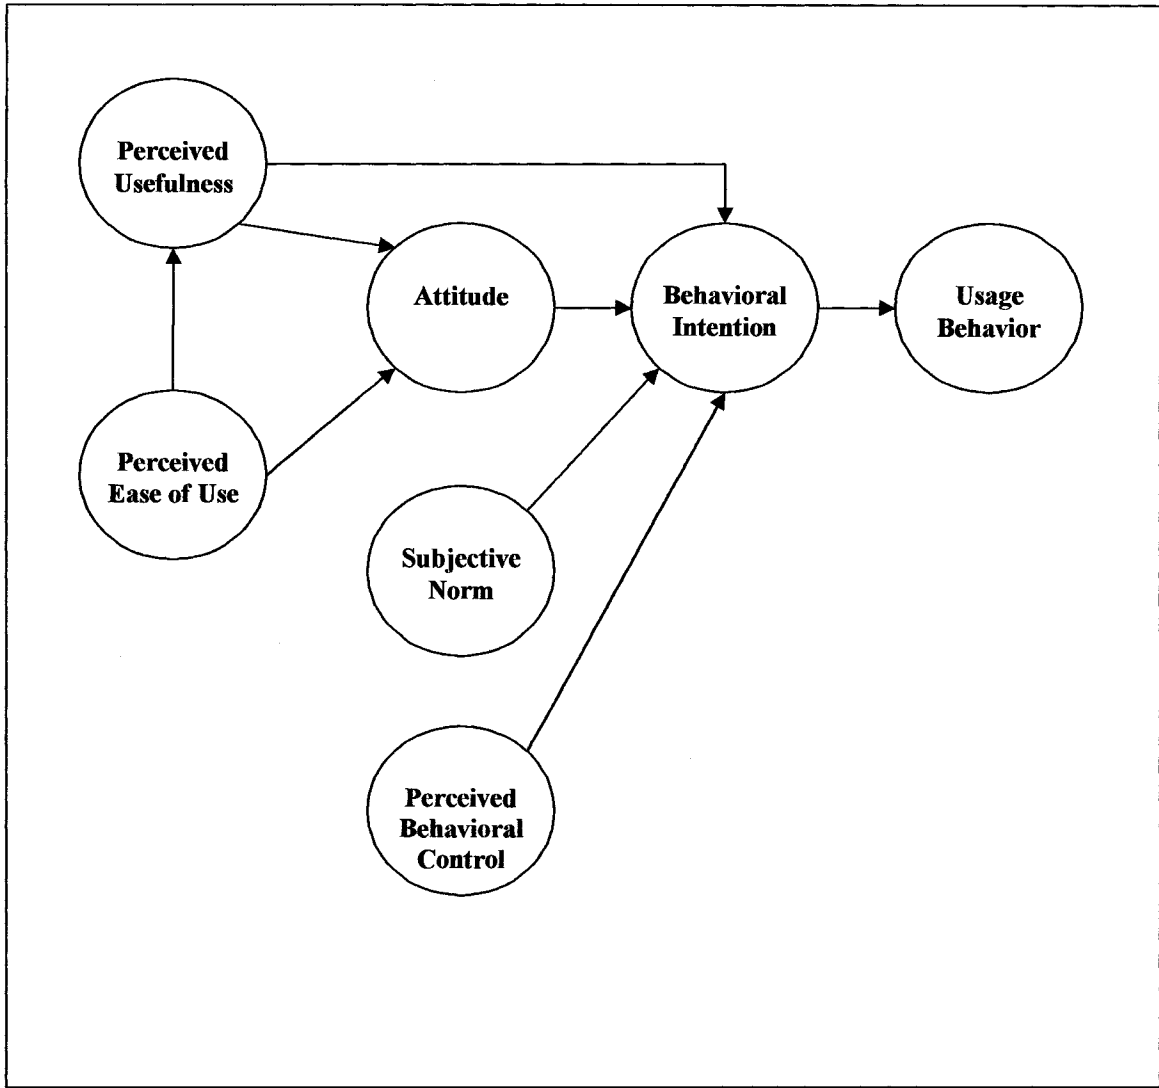 Perceived
Usefulness
Attitude
Behavioral
Intention
Usage
Behavior
Perceived
Ease of Use
Subjective
Norm
Perceived
Behavioral
Control